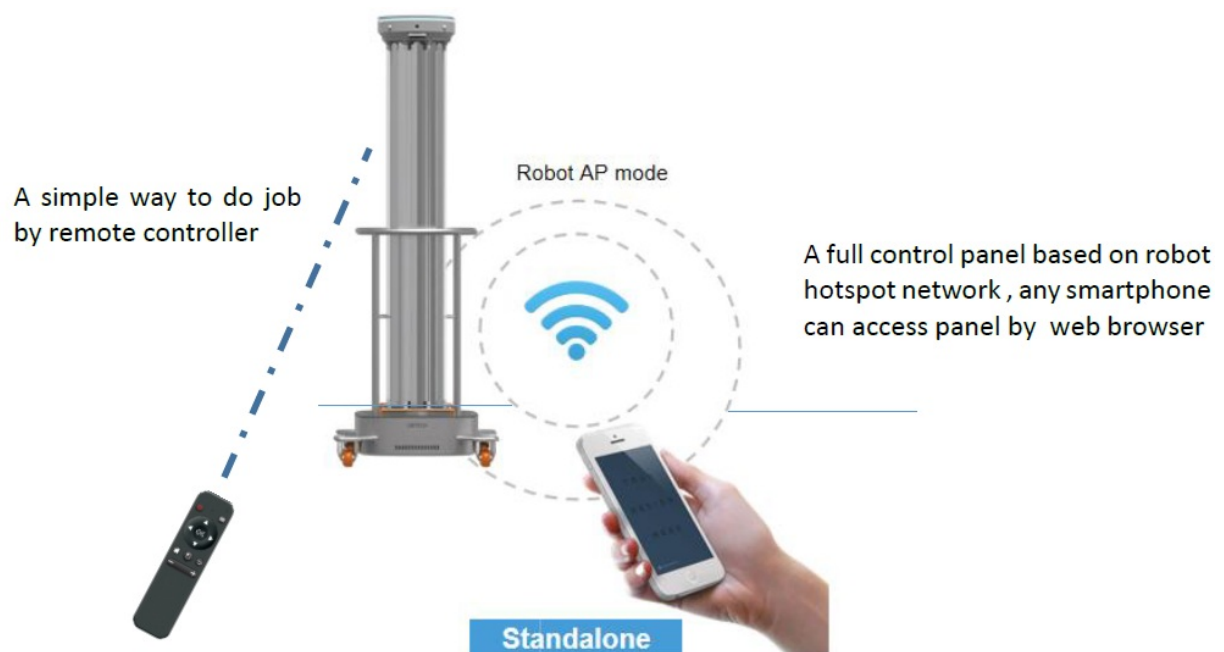 Robot AP mode
A simple way to do job
by remote controller
A full control panel based on robot
hotspot network , any smartphone
can access panel by web browser
OK
Standalone